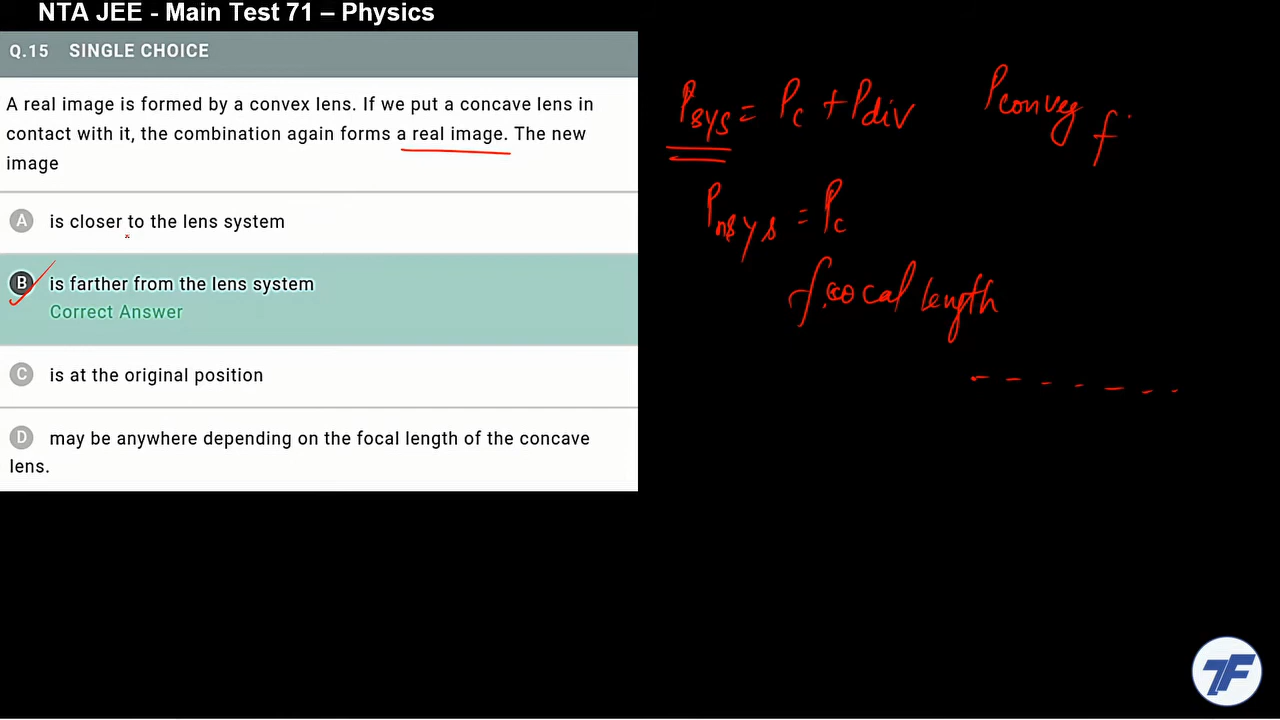 NTA JEE - Main Test 71 – Physics
Q.15 SINGLE CHOICE
A real image is formed by a convex lens. If we put a concave lens in
contact with it, the combination again forms a real image. The new
image
A is closer to the lens system
B is farther from the lens system
Correct Answer
C is at the original position
D may be anywhere depending on the focal length of the concave
lens.
Psys = Pc + Pdiv
Pconveg
f
Pnsys = Pc
focal length
7F